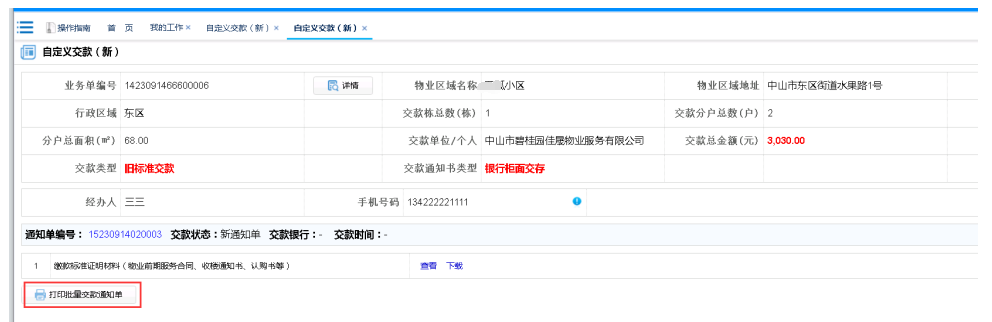 操作指南 首 页 我的工作× 自定义交款（新）× 自定义交款（新）×
自定义交款（新）
业务单编号 1423091466600006 详情 物业区域名称 小区 物业区域地址 中山市东区街道水果路1号
行政区域 东区 交款栋总数(栋) 1 交款分户总数(户) 2
分户总面积(㎡) 68.00 交款单位/个人 中山市碧桂园佳晟物业服务有限公司 交款总金额(元) 3,030.00
交款类型 旧标准交款 交款通知书类型 银行柜面交存
经办人 三三 手机号码 134222221111
通知单编号： 15230914020003 交款状态：新通知单 交款银行：- 交款时间：-
1 缴款标准证明材料（物业前期服务合同、收楼通知书、认购书等） 查看 下载
打印批量交款通知单